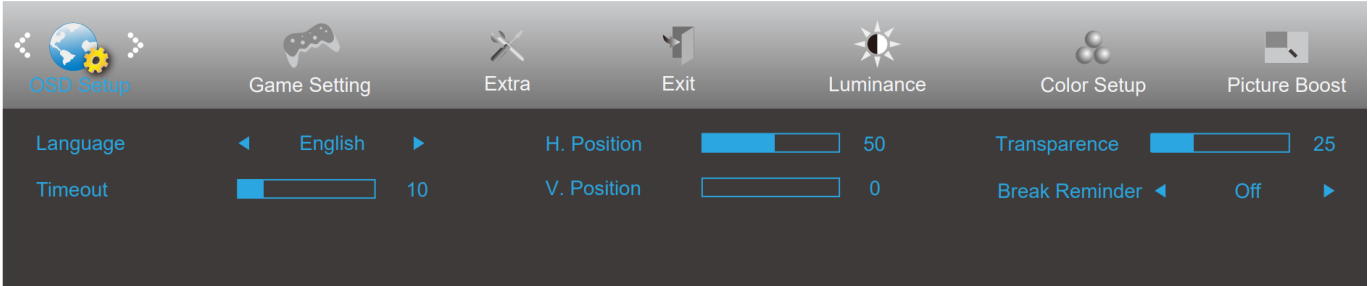 OSD Setup Game Setting Extra Exit Luminance Color Setup Picture Boost
Language English H. Position 50 Transparence 25
Timeout 10 V. Position 0 Break Reminder Off